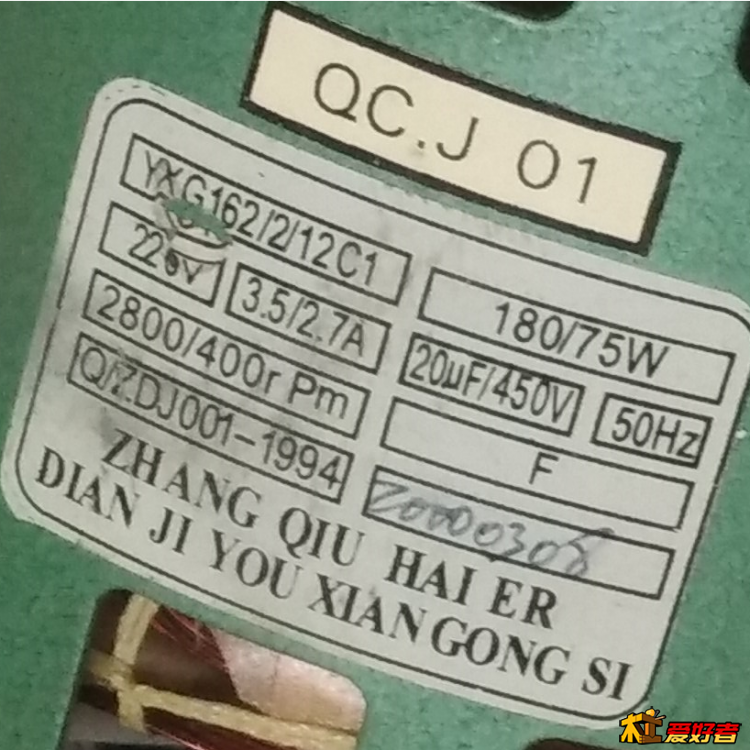 QC.J 01
YXG162/2/12C1 180/75W
220V 3.5/2.7A 20μF/450V 50Hz
2800/400r Pm F
Q/Z.DJ001-1994 20000308
ZHANG QIU HAI ER
DIAN JI YOU XIAN GONG SI
爱好者